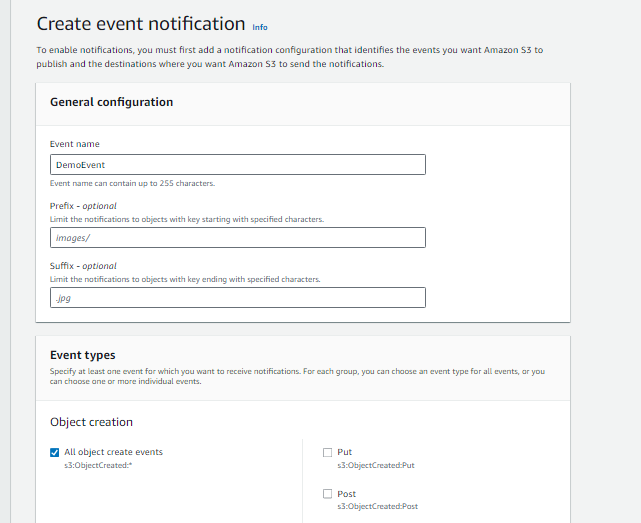 Create event notification Info
To enable notifications, you must first add a notification configuration that identifies the events you want Amazon S3 to
publish and the destinations where you want Amazon S3 to send the notifications.
General configuration
Event name
DemoEvent
Event name can contain up to 255 characters.
Prefix - optional
Limit the notifications to objects with key starting with specified characters.
images/
Suffix - optional
Limit the notifications to objects with key ending with specified characters.
.jpg
Event types
Specify at least one event for which you want to receive notifications. For each group, you can choose an event type for all events, or you
can choose one or more individual events.
Object creation
All object create events
s3:ObjectCreated:*
Put
s3:ObjectCreated:Put
Post
s3:ObjectCreated:Post